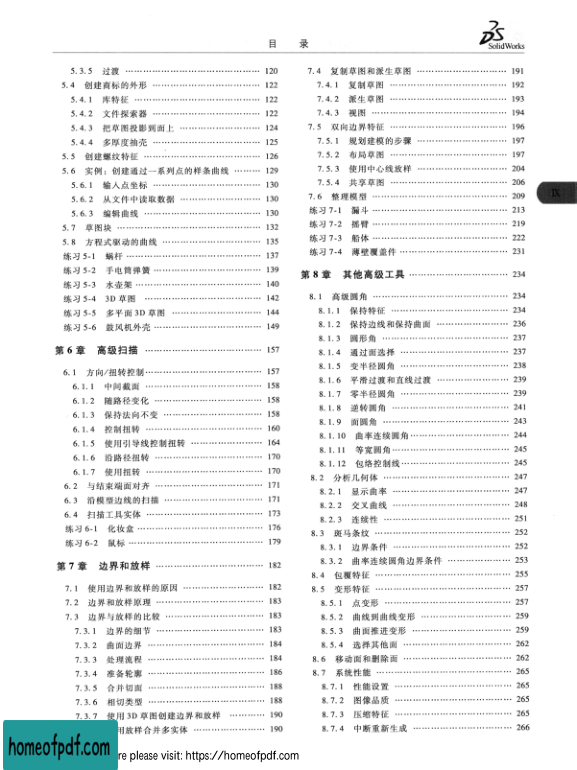 目 录
SolidWorks
IX
5.3.5 过渡 120
5.4 创建商标的外形 122
5.4.1 库特征 122
5.4.2 文件探索器 122
5.4.3 把草图投影到面上 124
5.4.4 多厚度抽壳 125
5.5 创建螺纹特征 126
5.6 实例：创建通过一系列点的样条曲线 129
5.6.1 输入点坐标 130
5.6.2 从文件中读取数据 130
5.6.3 编辑曲线 130
5.7 草图块 132
5.8 方程式驱动的曲线 135
练习5-1 蜗杆 137
练习5-2 手电筒弹簧 139
练习5-3 水壶架 140
练习5-4 3D草图 142
练习5-5 多平面3D草图 144
练习5-6 鼓风机外壳 149
第6章 高级扫描 157
6.1 方向/扭转控制 157
6.1.1 中间截面 158
6.1.2 随路径变化 158
6.1.3 保持法向不变 158
6.1.4 控制扭转 160
6.1.5 使用引导线控制扭转 164
6.1.6 沿路径扭转 170
6.1.7 使用扭转 170
6.2 与结束端面对齐 171
6.3 沿模型边线的扫描 171
6.4 扫描工具实体 173
练习6-1 化妆盒 176
练习6-2 鼠标 179
第7章 边界和放样 182
7.1 使用边界和放样的原因 182
7.2 边界和放样原理 183
7.3 边界与放样的比较 183
7.3.1 边界的细节 183
7.3.2 曲面边界 184
7.3.3 处理流程 184
7.3.4 准备轮廓 186
7.3.5 合并切面 188
7.3.6 相切类型 188
7.3.7 使用3D草图创建边界和放样 190
用放样合并多实体 190
7.4 复制草图和派生草图 191
7.4.1 复制草图 192
7.4.2 派生草图 193
7.4.3 视图 194
7.5 双向边界特征 196
7.5.1 规划建模的步骤 197
7.5.2 布局草图 197
7.5.3 使用中心线放样 204
7.5.4 共享草图 206
7.6 整理模型 209
练习7-1 漏斗 213
练习7-2 摇臂 219
练习7-3 船体 222
练习7-4 薄壁覆盖件 231
第8章 其他高级工具 234
8.1 高级圆角 234
8.1.1 保持特征 234
8.1.2 保持边线和保持曲面 236
8.1.3 圆形角 237
8.1.4 通过面选择 237
8.1.5 变半径圆角 238
8.1.6 平滑过渡和直线过渡 239
8.1.7 零半径圆角 239
8.1.8 逆转圆角 241
8.1.9 面圆角 243
8.1.10 曲率连续圆角 244
8.1.11 等宽圆角 245
8.1.12 包络控制线 245
8.2 分析几何体 247
8.2.1 显示曲率 247
8.2.2 交叉曲线 248
8.2.3 连续性 251
8.3 斑马条纹 252
8.3.1 边界条件 252
8.3.2 曲率连续圆角边界条件 253
8.4 包覆特征 255
8.5 变形特征 257
8.5.1 点变形 257
8.5.2 曲线到曲线变形 259
8.5.3 曲面推进变形 259
8.5.4 选择其他面 262
8.6 移动面和删除面 262
8.7 系统性能 265
8.7.1 性能设置 265
8.7.2 图像品质 265
8.7.3 压缩特征 265
8.7.4 中断重新生成 266
homeofpdf.com
re please visit: https://homeofpdf.com